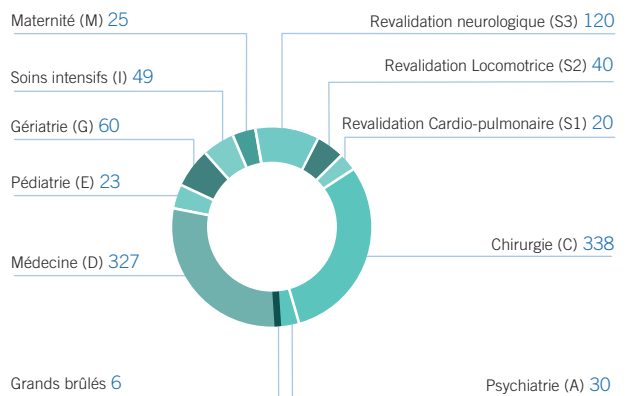 Maternité (M) 25
Revalidation neurologique (S3) 120
Soins intensifs (I) 49
Revalidation Locomotrice (S2) 40
Gériatrie (G) 60
Revalidation Cardio-pulmonaire (S1) 20
Pédiatrie (E) 23
Médecine (D) 327
Chirurgie (C) 338
Grands brûlés 6
Psychiatrie (A) 30